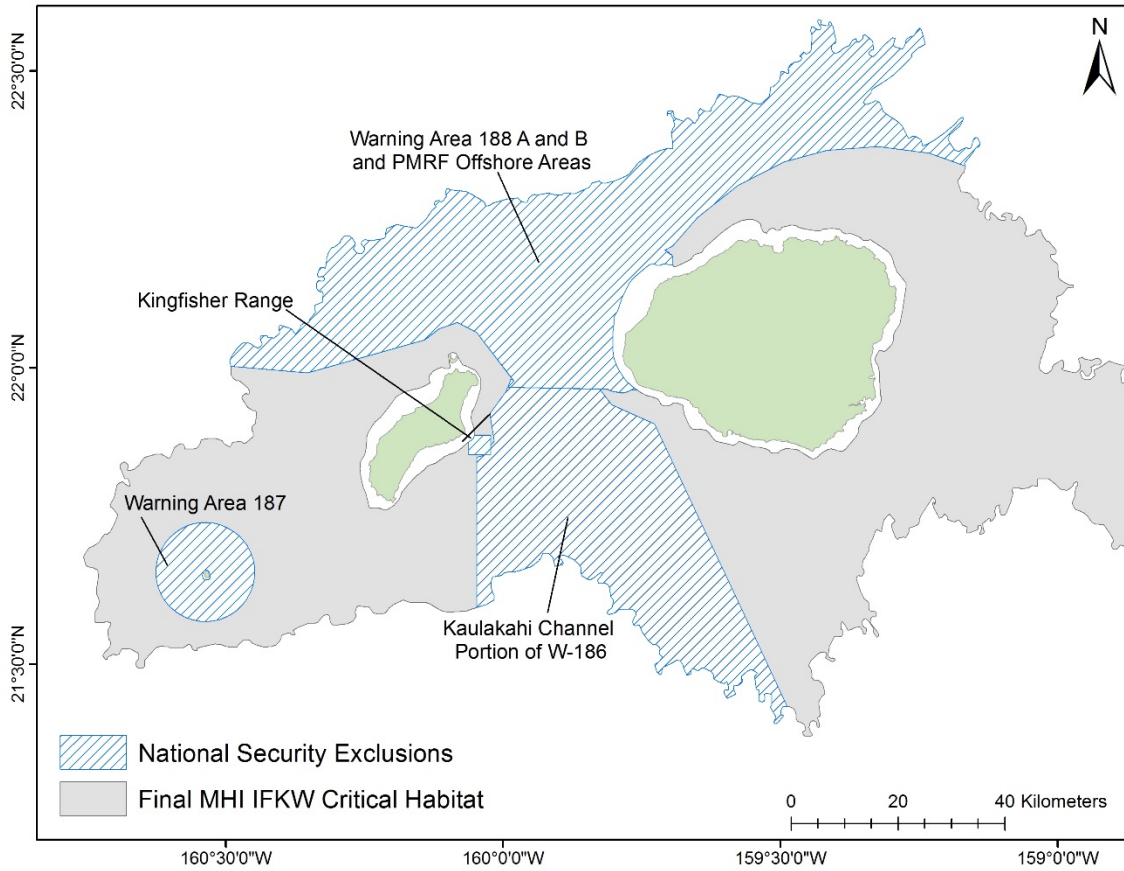 N
22°30'0"N
Warning Area 188 A and B
and PMRF Offshore Areas
Kingfisher Range
22°0'0"N
Warning Area 187
Kaulakahi Channel
Portion of W-186
21°30'0"N
National Security Exclusions
Final MHI IFKW Critical Habitat
0 20 40 Kilometers
160°30'0"W 160°0'0"W 159°30'0"W 159°0'0"W